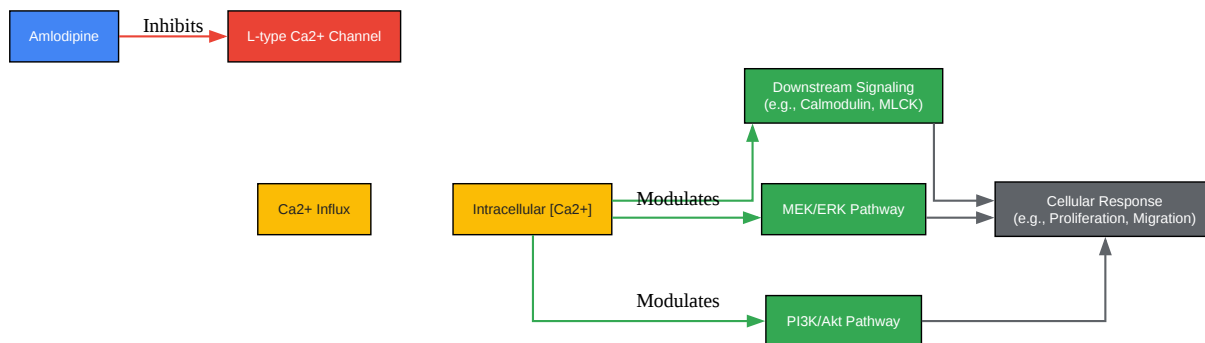 Amlodipine
Inhibits
L-type Ca2+ Channel
Downstream Signaling
(e.g., Calmodulin, MLCK)
Ca2+ Influx
Intracellular [Ca2+]
Modulates
MEK/ERK Pathway
Cellular Response
(e.g., Proliferation, Migration)
Modulates
PI3K/Akt Pathway